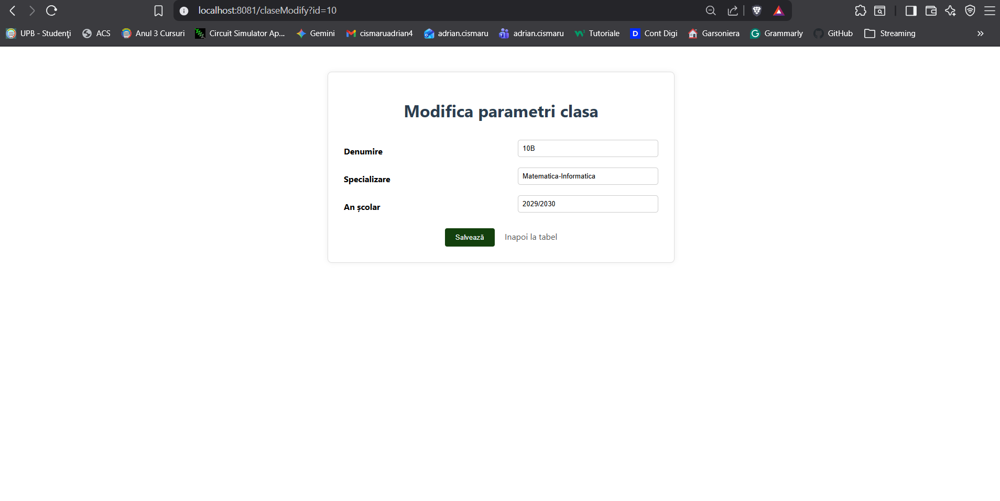 localhost:8081/claseModify?id=10
UPB - Studenți ACS Anul 3 Cursuri Circuit Simulator Ap... Gemini cismaruadrian4 adrian.cismaru adrian.cismaru Tutoriale D Cont Digi Garsoniera Grammarly GitHub Streaming »
Modifica parametri clasa
Denumire 10B
Specializare Matematica-Informatica
An școlar 2029/2030
Salvează Inapoi la tabel